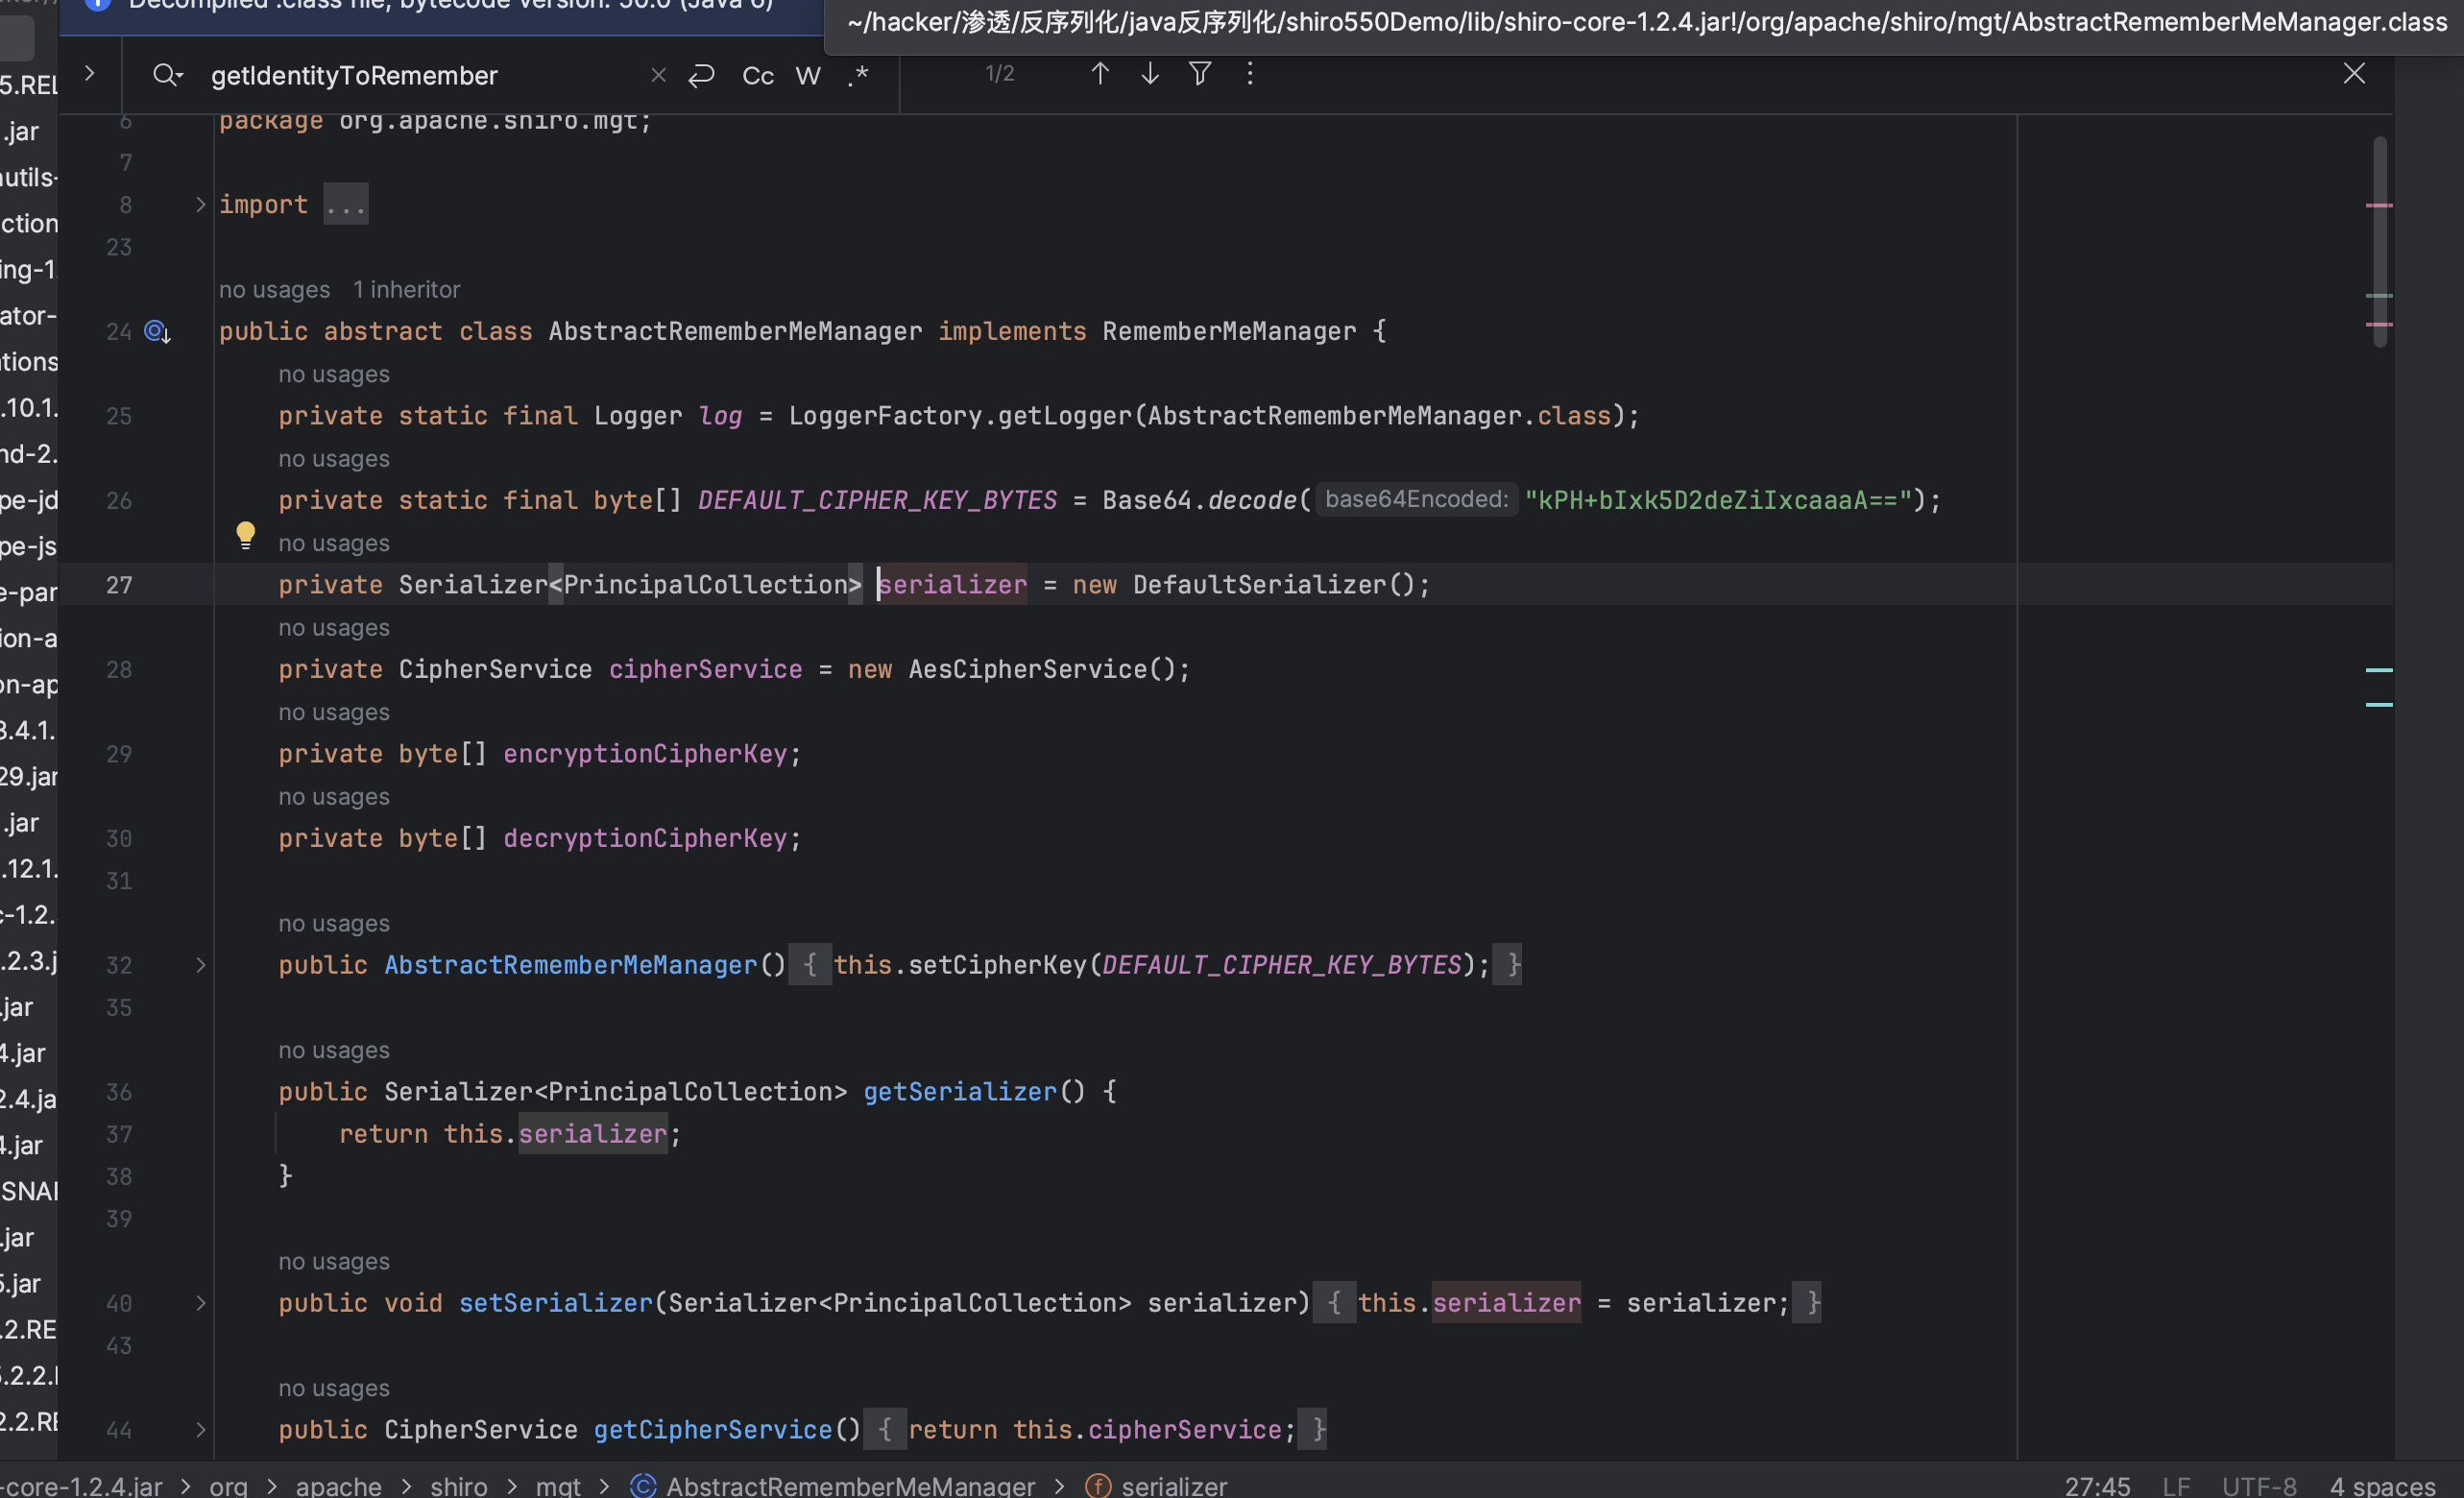 Decompiled .class file, bytecode version: 50.0 (Java 6)
~/hacker/渗透/反序列化/java反序列化/shiro550Demo/lib/shiro-core-1.2.4.jar!/org/apache/shiro/mgt/AbstractRememberMeManager.class
getIdentityToRemember Cc W .* 1/2
6 package org.apache.shiro.mgt;
7
8 import ...
23
no usages 1 inheritor
24 public abstract class AbstractRememberMeManager implements RememberMeManager {
no usages
25 private static final Logger log = LoggerFactory.getLogger(AbstractRememberMeManager.class);
no usages
26 private static final byte[] DEFAULT_CIPHER_KEY_BYTES = Base64.decode( base64Encoded: "kPH+bIxk5D2deZiIxcaaaA==");
no usages
27 private Serializer<PrincipalCollection> serializer = new DefaultSerializer();
no usages
28 private CipherService cipherService = new AesCipherService();
no usages
29 private byte[] encryptionCipherKey;
no usages
30 private byte[] decryptionCipherKey;
31
no usages
32 public AbstractRememberMeManager() { this.setCipherKey(DEFAULT_CIPHER_KEY_BYTES); }
35
no usages
36 public Serializer<PrincipalCollection> getSerializer() {
37 return this.serializer;
38 }
39
no usages
40 public void setSerializer(Serializer<PrincipalCollection> serializer) { this.serializer = serializer; }
43
no usages
44 public CipherService getCipherService() { return this.cipherService; }
5.REL
.jar
utils-
ction
ing-1.
ator-
tions
.10.1.
nd-2.
pe-jd
pe-js
e-par
ion-a
on-ap
3.4.1.
29.jar
.jar
.12.1.
c-1.2.
.2.3.j
.jar
4.jar
2.4.ja
4.jar
SNA
.jar
5.jar
.2.RE
5.2.2.
2.2.RE
-core-1.2.4.jar > org > apache > shiro > mgt > AbstractRememberMeManager > serializer
27:45 LF UTF-8 4 spaces